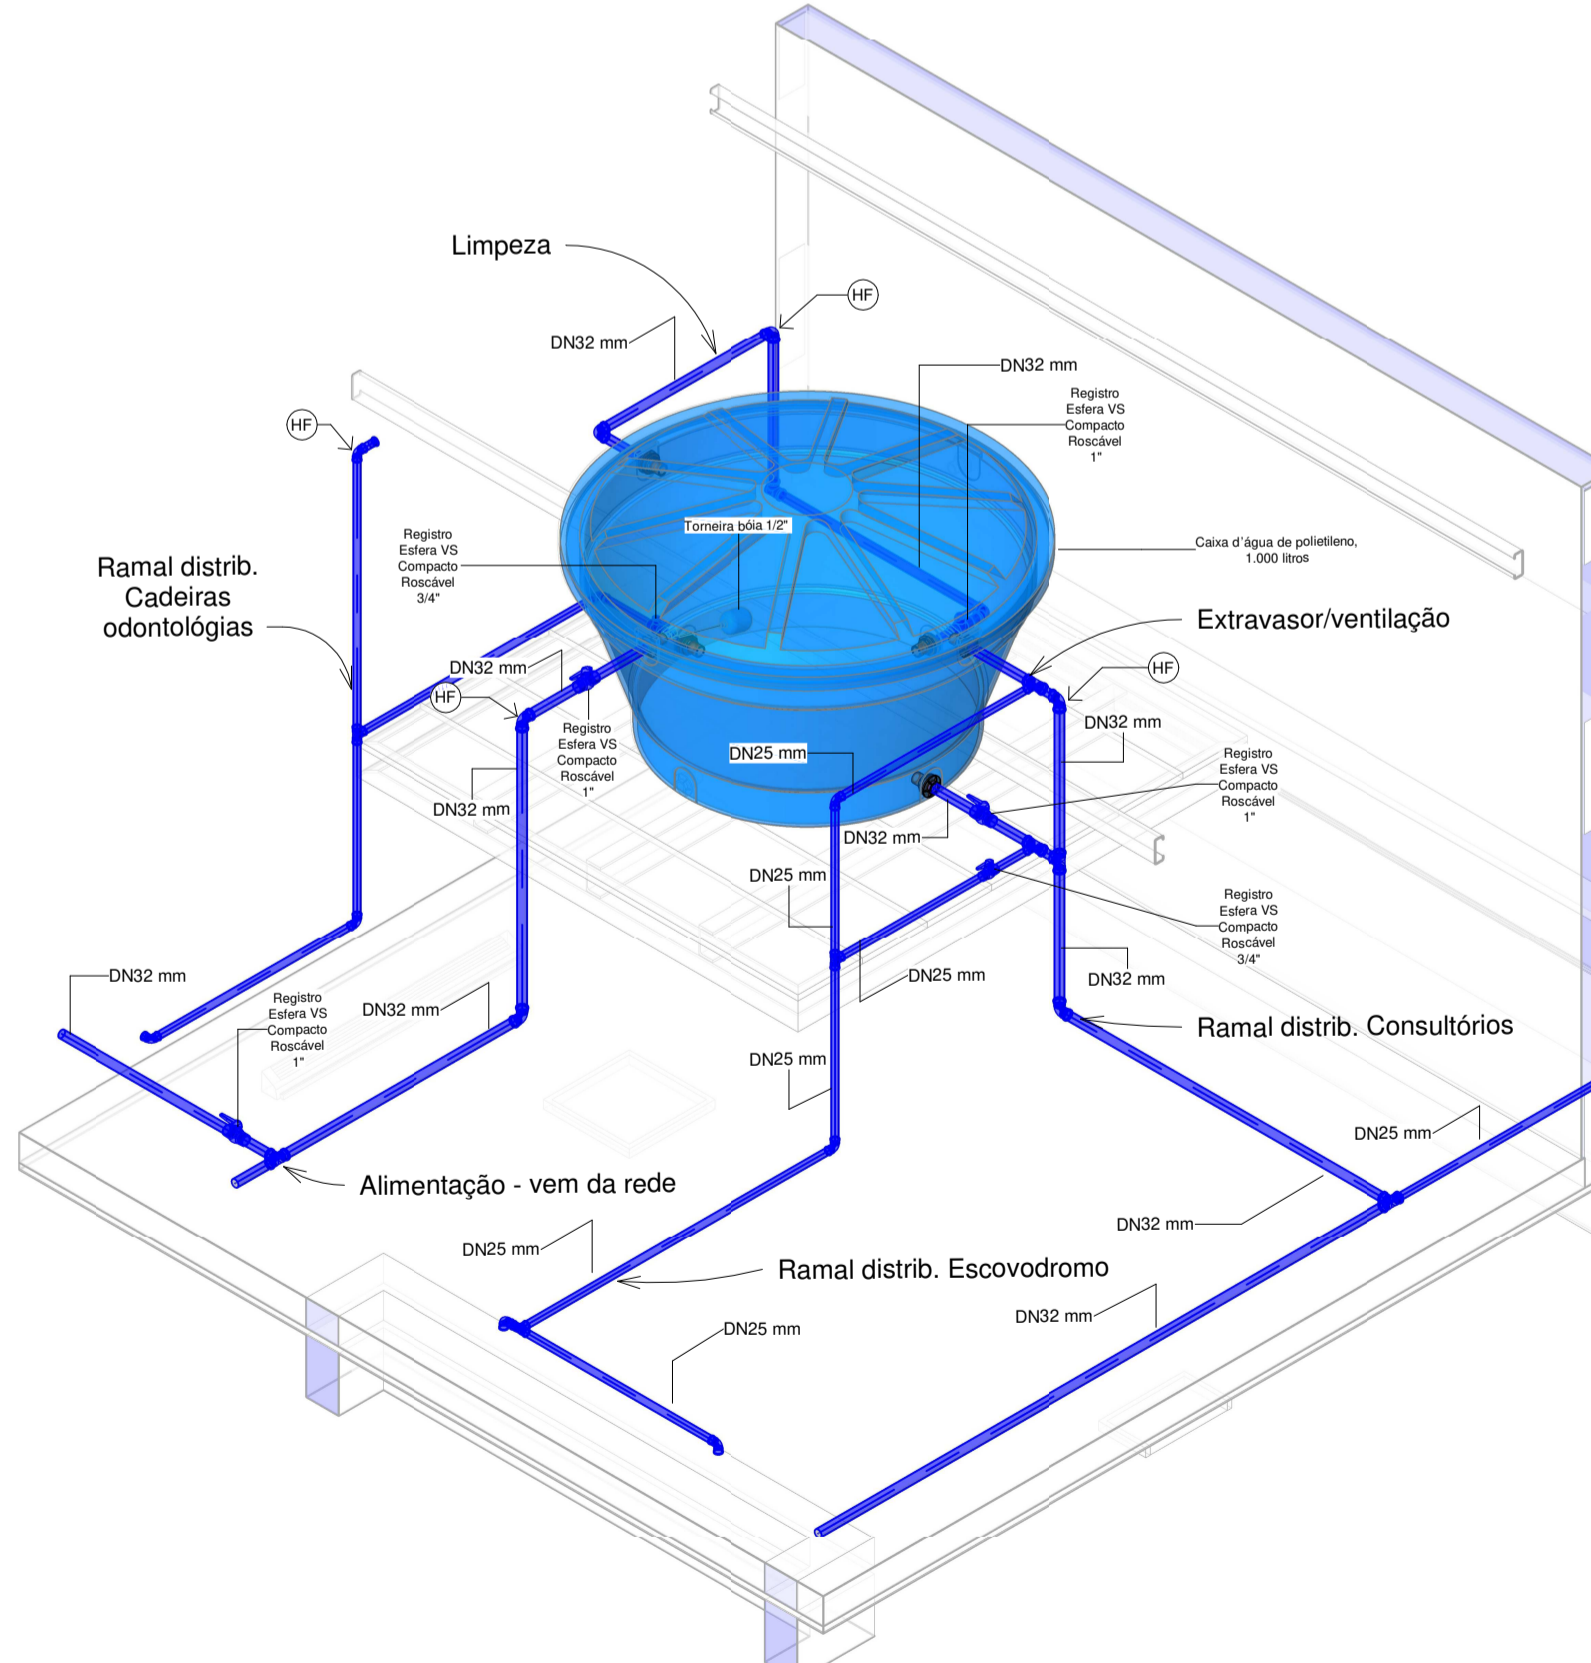 Limpeza
HF
DN32 mm
DN32 mm
Registro
Esfera VS
Compacto
Roscável
1"
HF
Torneira bóia 1/2"
Registro
Esfera VS
Compacto
Roscável
3/4"
Caixa d'água de polietileno,
1.000 litros
Ramal distrib.
Cadeiras
odontológias
Extravasor/ventilação
DN32 mm
HF
HF
DN32 mm
Registro
Esfera VS
Compacto
Roscável
1"
DN25 mm
Registro
Esfera VS
Compacto
Roscável
1"
DN32 mm
DN32 mm
DN25 mm
Registro
Esfera VS
Compacto
Roscável
3/4"
DN32 mm
DN25 mm
DN32 mm
DN32 mm
Registro
Esfera VS
Compacto
Roscável
1"
Ramal distrib. Consultórios
DN25 mm
DN25 mm
Alimentação - vem da rede
DN32 mm
DN25 mm
Ramal distrib. Escovodromo
DN32 mm
DN25 mm